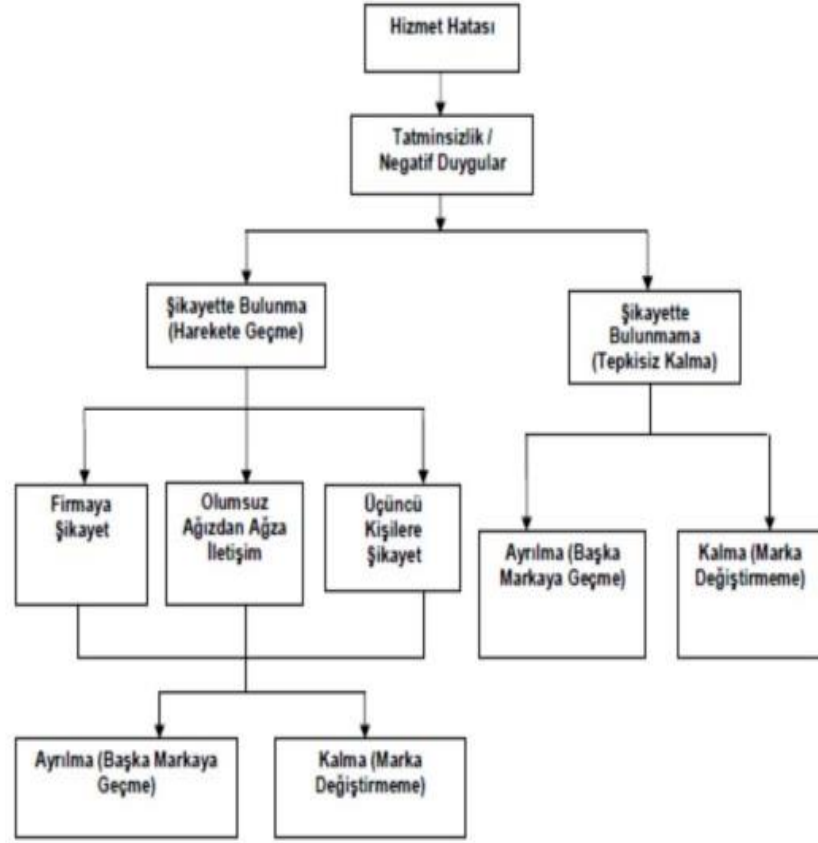 Hizmet Hatası
Tatminsizlik /
Negatif Duygular
Şikayette Bulunma
(Harekete Geçme)
Şikayette
Bulunmama
(Tepkisiz Kalma)
Firmaya
Şikayet
Olumsuz
Ağızdan Ağza
İletişim
Üçüncü
Kişilere
Şikayet
Ayrılma (Başka
Markaya Geçme)
Kalma (Marka
Değiştirmeme)
Ayrılma (Başka Markaya
Geçme)
Kalma (Marka
Değiştirmeme)